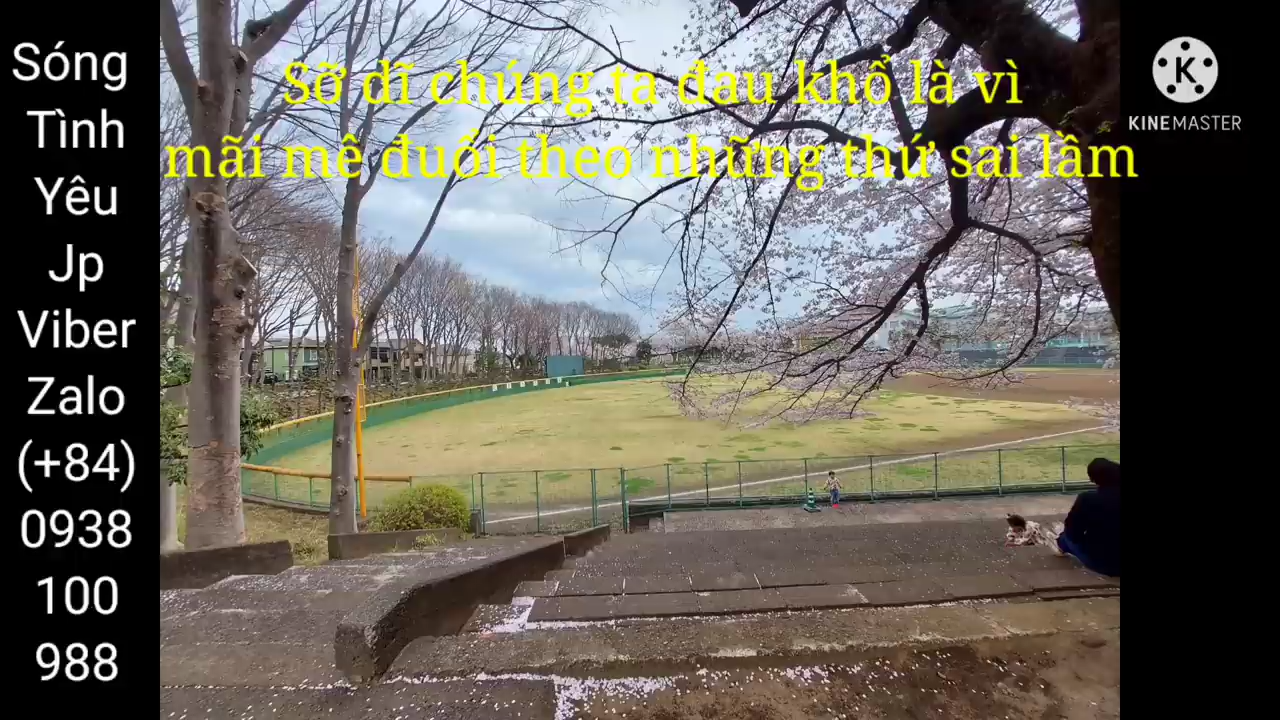 Sóng
Tình
Yêu
Jp
Viber
Zalo
(+84)
0938
100
988
Sỡ dĩ chúng ta đau khổ là vì
mãi mê đuổi theo những thứ sai lầm
K
KINEMASTER